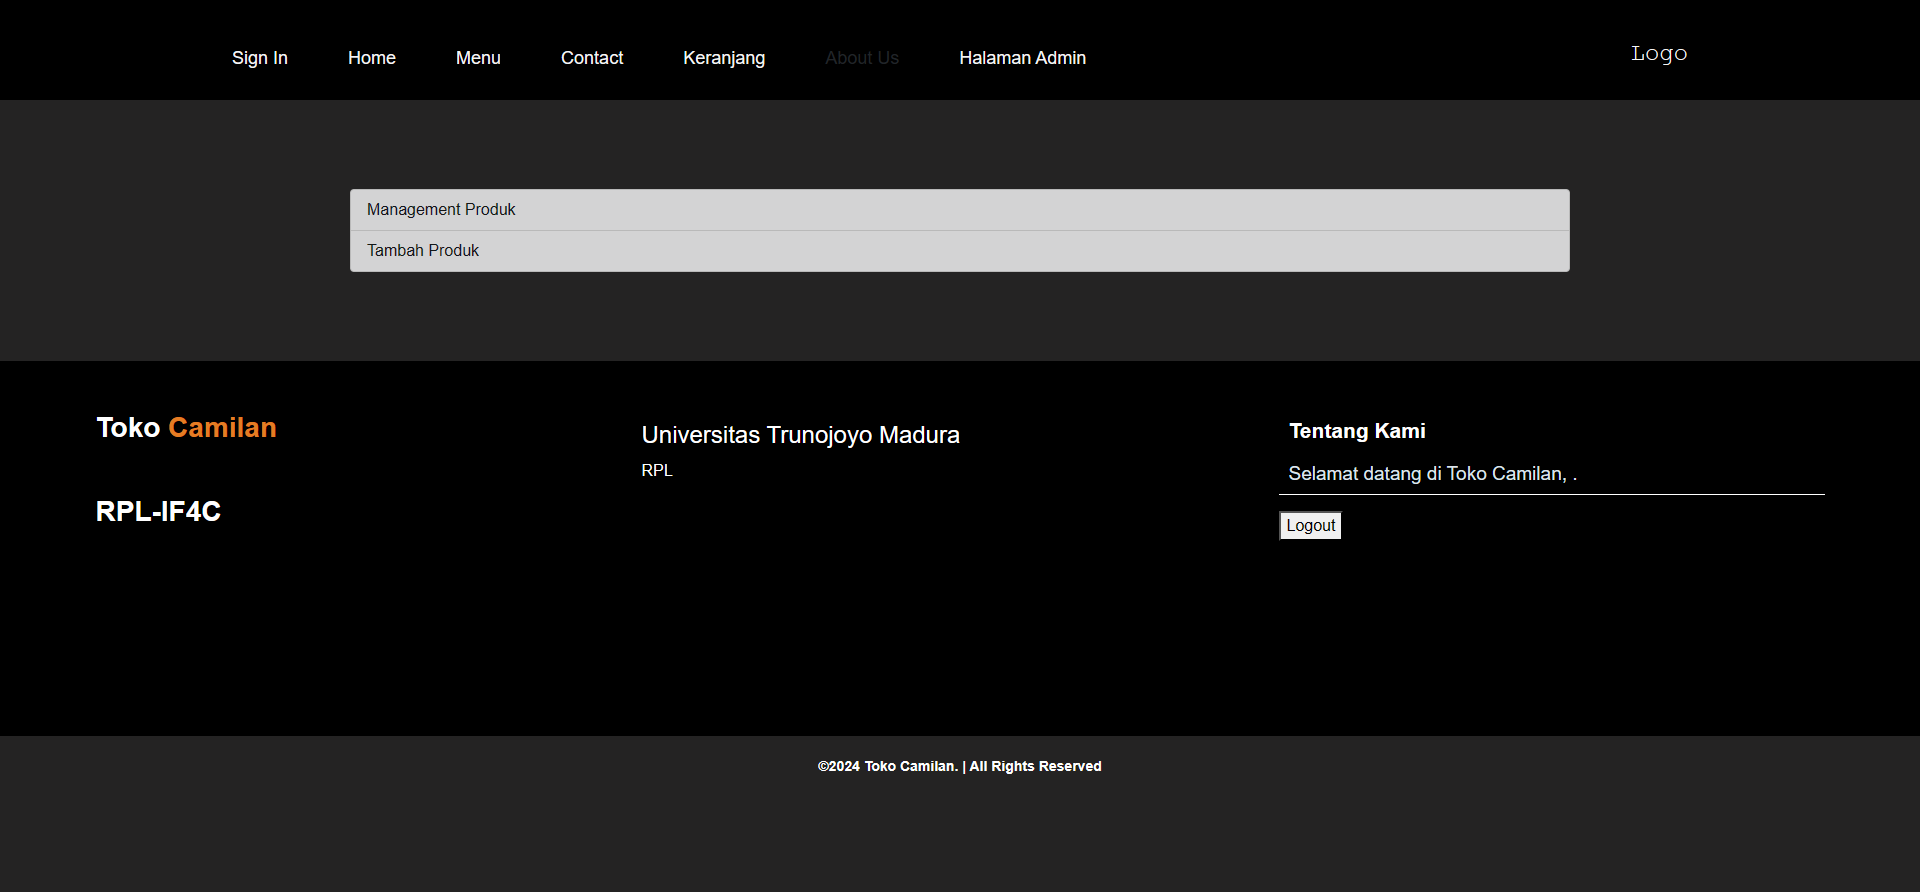 Sign In Home Menu Contact Keranjang About Us Halaman Admin Logo
Management Produk
Tambah Produk
Toko Camilan
RPL-IF4C
Universitas Trunojoyo Madura
RPL
Tentang Kami
Selamat datang di Toko Camilan, .
Logout
©2024 Toko Camilan. | All Rights Reserved